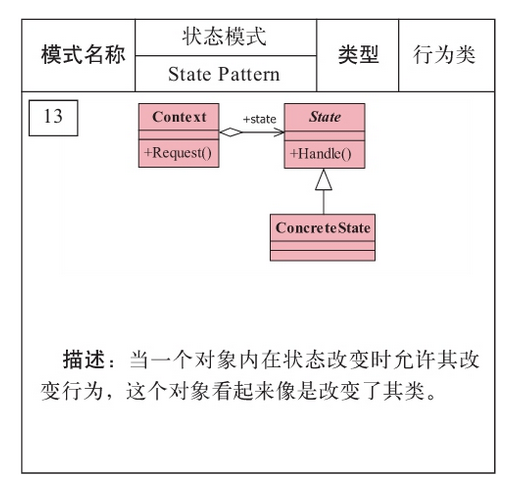 模式名称
状态模式
State Pattern
类型
行为类
13
Context
+state
State
+Request()
+Handle()
ConcreteState
描述：当一个对象内在状态改变时允许其改
变行为，这个对象看起来像是改变了其类。